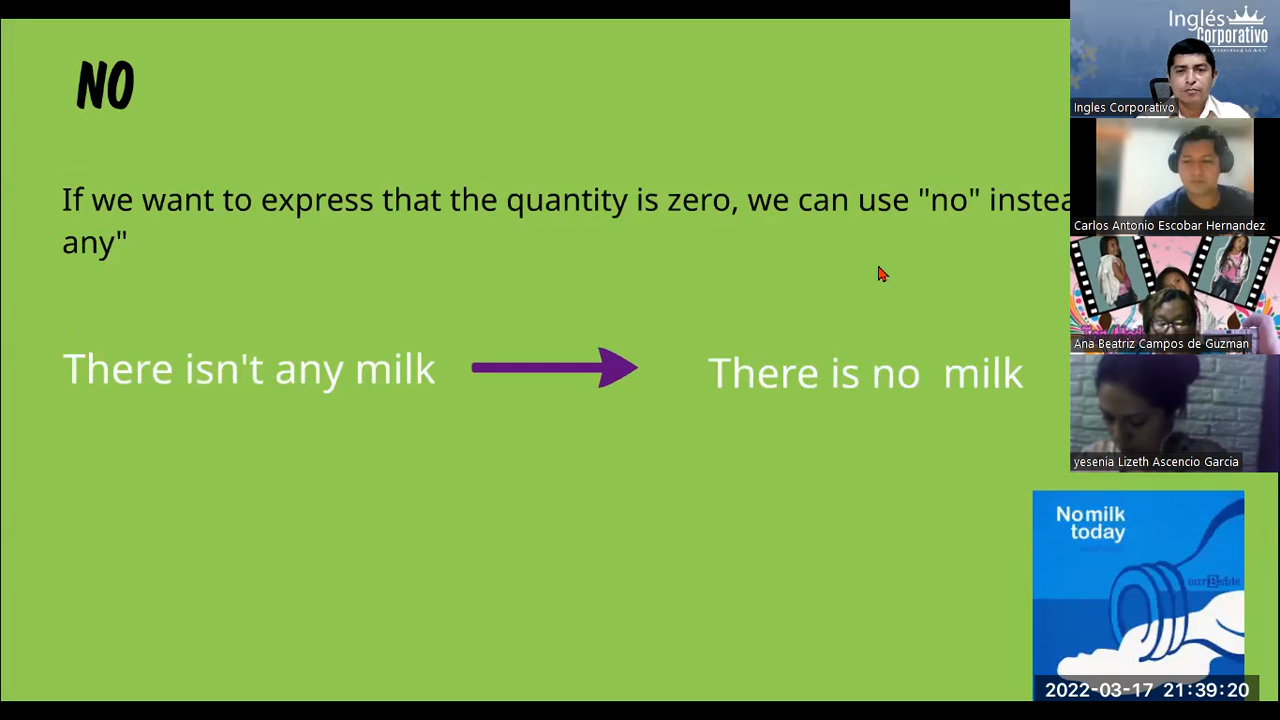 NO
If we want to express that the quantity is zero, we can use "no" instea
any"
There isn't any milk
There is no milk
Inglés
Corporativo
Ingles Corporativo
Carlos Antonio Escobar Hernandez
Ana Beatriz Campos de Guzman
yesenia Lizeth Ascencio Garcia
No milk
today
2022-03-17 21:39:20